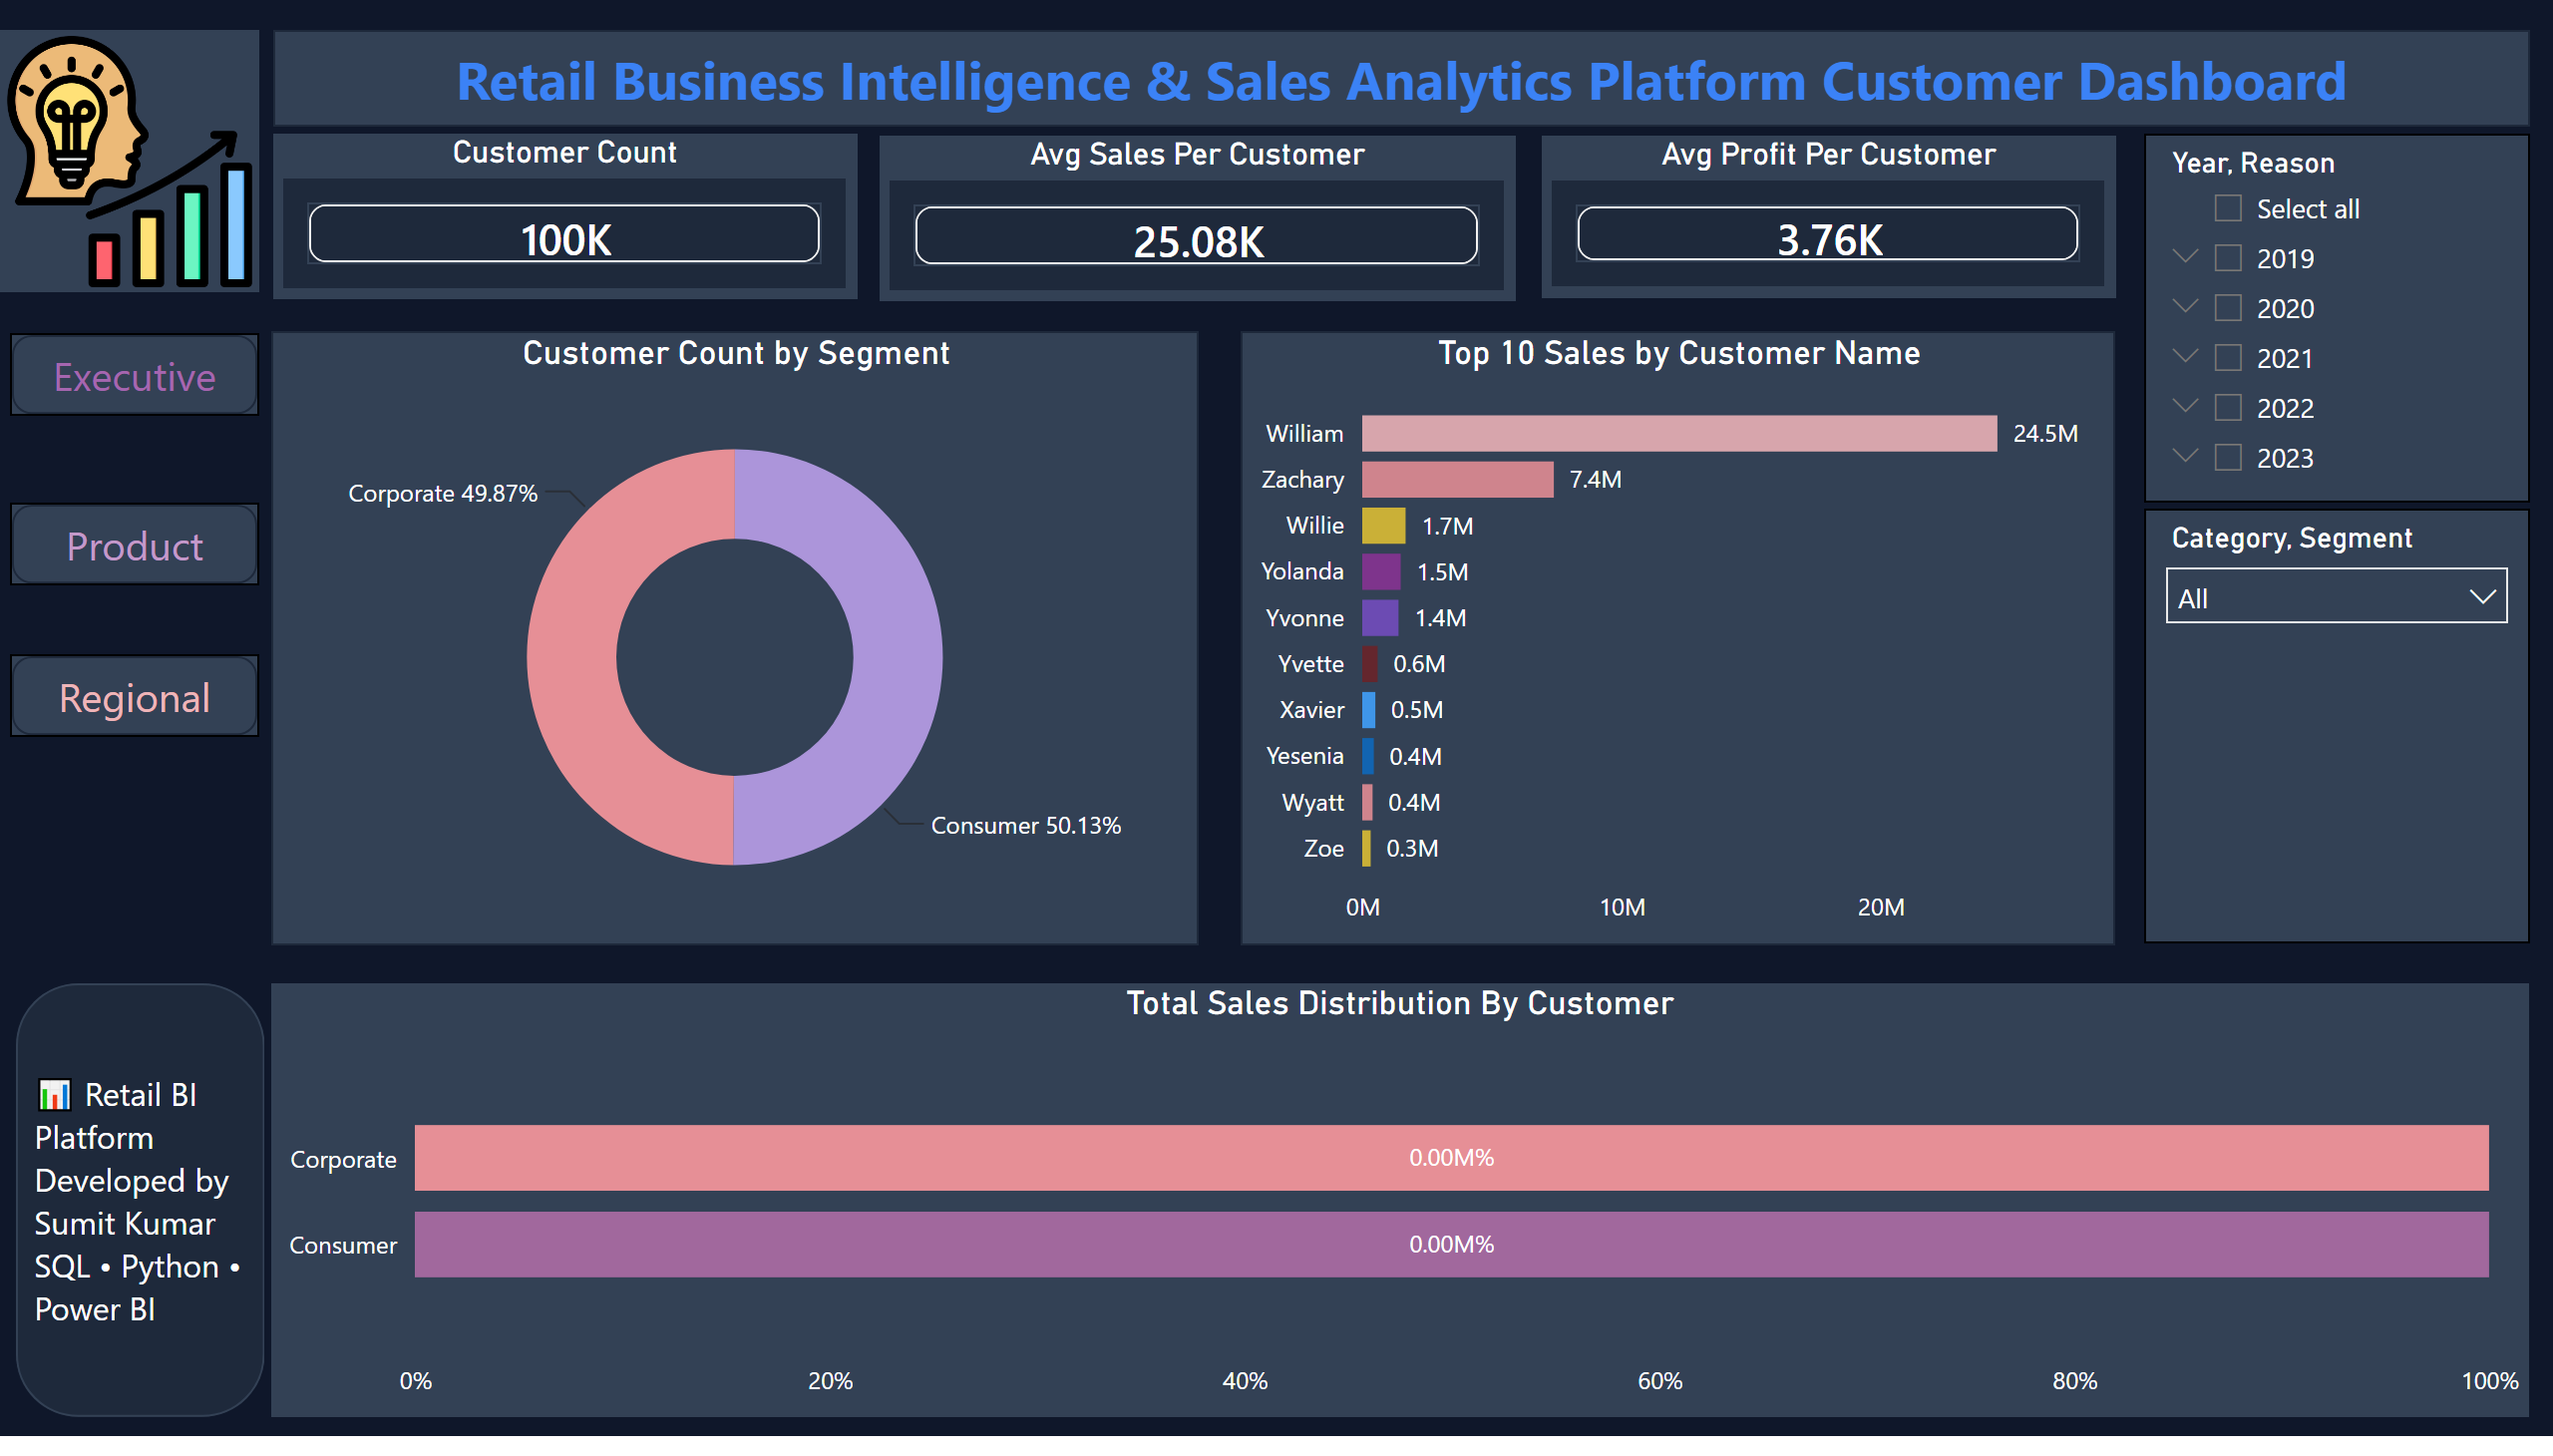 Retail Business Intelligence & Sales Analytics Platform Customer Dashboard
Customer Count
100K
Avg Sales Per Customer
25.08K
Avg Profit Per Customer
3.76K
Year, Reason
Select all
2019
2020
2021
2022
2023
Category, Segment
All
Executive
Product
Regional
Customer Count by Segment
Corporate 49.87%
Consumer 50.13%
Top 10 Sales by Customer Name
William 24.5M
Zachary 7.4M
Willie 1.7M
Yolanda 1.5M
Yvonne 1.4M
Yvette 0.6M
Xavier 0.5M
Yesenia 0.4M
Wyatt 0.4M
Zoe 0.3M
0M 10M 20M
📊 Retail BI
Platform
Developed by
Sumit Kumar
SQL • Python •
Power BI
Total Sales Distribution By Customer
Corporate 0.00M%
Consumer 0.00M%
0% 20% 40% 60% 80% 100%